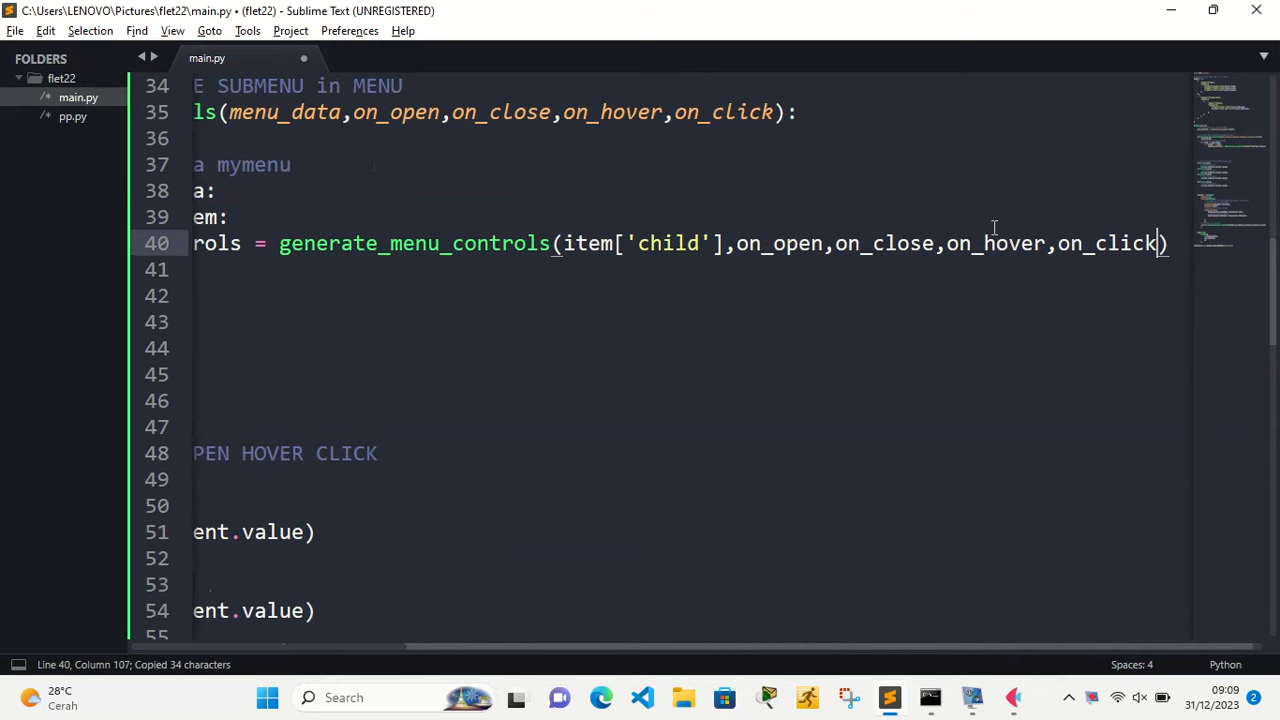 C:\Users\LENOVO\Pictures\flet22\main.py • (flet22) - Sublime Text (UNREGISTERED)
File Edit Selection Find View Goto Tools Project Preferences Help
FOLDERS
flet22
/* main.py
/* pp.py
main.py
34 E SUBMENU in MENU
35 ls(menu_data,on_open,on_close,on_hover,on_click):
36
37 a mymenu
38 a:
39 em:
40 rols = generate_menu_controls(item['child'],on_open,on_close,on_hover,on_click)
41
42
43
44
45
46
47
48 PEN HOVER CLICK
49
50
51 ent.value)
52
53
54 ent.value)
55
Line 40, Column 107; Copied 34 characters
Spaces: 4
Python
28°C
Cerah
Search
09:09
31/12/2023
2